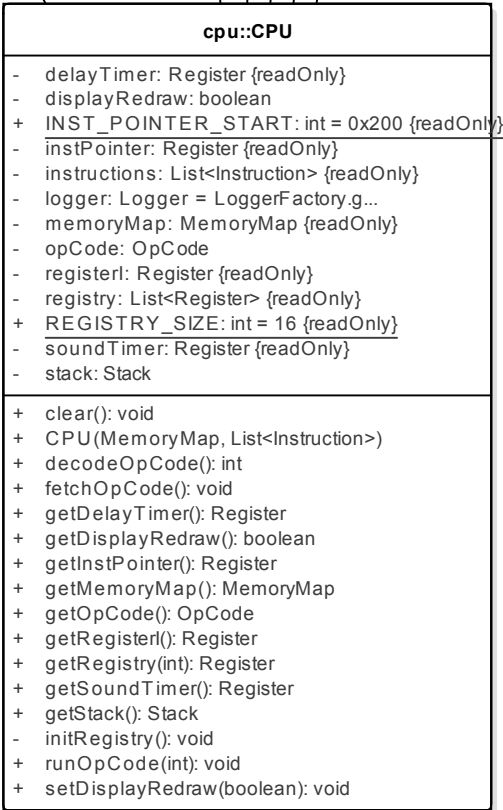 cpu::CPU
- delayTimer: Register {readOnly}
- displayRedraw: boolean
+ INST_POINTER_START: int = 0x200 {readOnly}
- instPointer: Register {readOnly}
- instructions: List<Instruction> {readOnly}
- logger: Logger = LoggerFactory.g...
- memoryMap: MemoryMap {readOnly}
- opCode: OpCode
- registerI: Register {readOnly}
- registry: List<Register> {readOnly}
+ REGISTRY_SIZE: int = 16 {readOnly}
- soundTimer: Register {readOnly}
- stack: Stack
+ clear(): void
+ CPU(MemoryMap, List<Instruction>)
+ decodeOpCode(): int
+ fetchOpCode(): void
+ getDelayTimer(): Register
+ getDisplayRedraw(): boolean
+ getInstPointer(): Register
+ getMemoryMap(): MemoryMap
+ getOpCode(): OpCode
+ getRegisterI(): Register
+ getRegistry(int): Register
+ getSoundTimer(): Register
+ getStack(): Stack
- initRegistry(): void
+ runOpCode(int): void
+ setDisplayRedraw(boolean): void